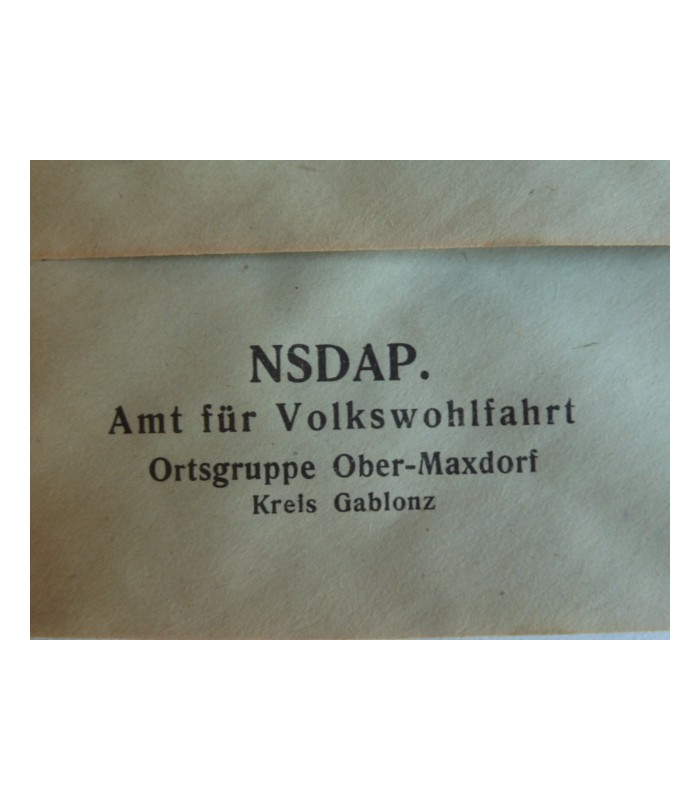 NSDAP.
Amt für Volkswohlfahrt
Ortsgruppe Ober-Maxdorf
Kreis Gablonz